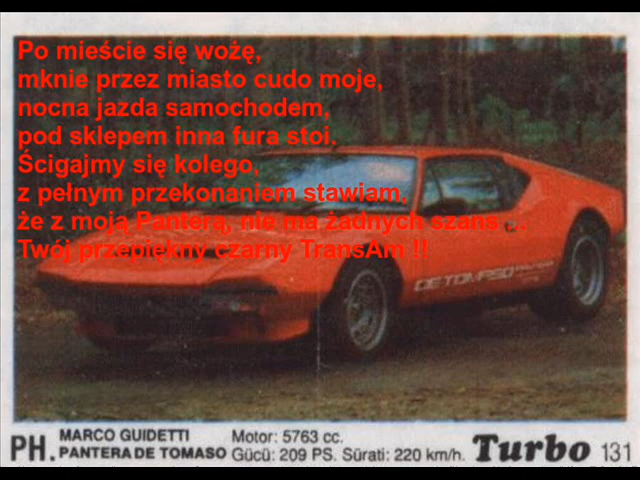 Po mieście się wożę,
mknie przez miasto cudo moje,
nocna jazda samochodem,
pod sklepem inna fura stoi.
Ścigajmy się kolego,
z pełnym przekonaniem stawiam,
że z moją Panterą, nie ma żadnych szans ...
Twój przepiękny czarny TransAm !!
DE TOMASO
PH. MARCO GUIDETTI
PANTERA DE TOMASO
Motor: 5763 cc.
Gücü: 209 PS. Sürati: 220 km/h.
Turbo 131